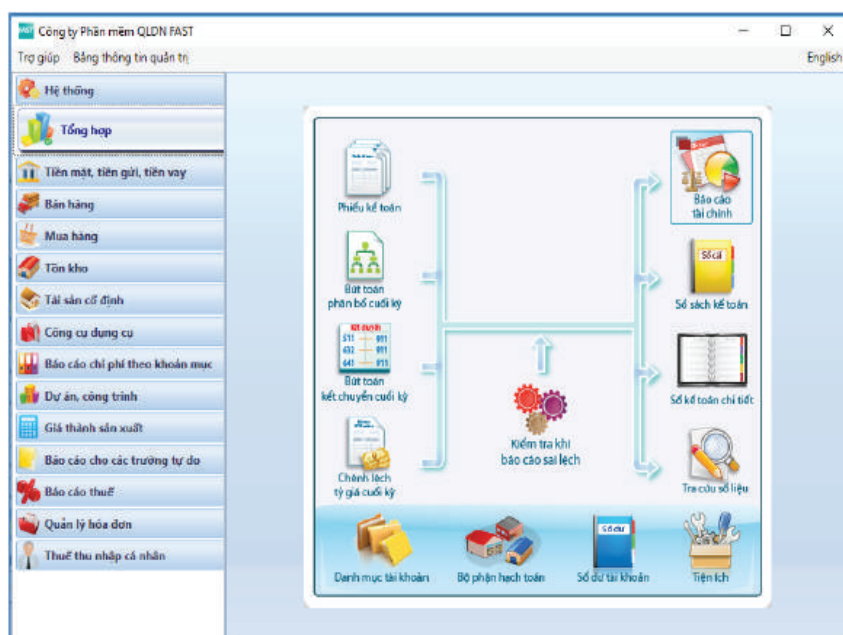 FAST Công ty Phần mềm QLDN FAST
Trợ giúp Bảng thông tin quản trị English
Hệ thống
Tổng hợp
Tiền mặt, tiền gửi, tiền vay
Bán hàng
Mua hàng
Tồn kho
Tài sản cố định
Công cụ dụng cụ
Báo cáo chi phí theo khoản mục
Dự án, công trình
Giá thành sản xuất
Báo cáo cho các trường tự do
Báo cáo thuế
Quản lý hóa đơn
Thuế thu nhập cá nhân
Phiếu kế toán
Bút toán
phân bổ cuối kỳ
Kết chuyển
511 911
632 911
641 911
Bút toán
kết chuyển cuối kỳ
Chênh lệch
tỷ giá cuối kỳ
Kiểm tra khi
báo cáo sai lệch
Báo cáo
tài chính
Sổ cái
Sổ sách kế toán
Sổ kế toán chi tiết
Tra cứu số liệu
Danh mục tài khoản
Bộ phận hạch toán
Số dư
Số dư tài khoản
Tiện ích